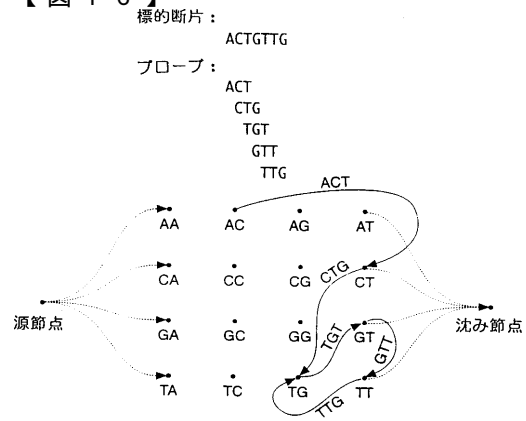 【図１６】
標的断片：
ACTGTTG
プローブ：
ACT
CTG
TGT
GTT
TTG
ACT
AA AC AG AT
CTG
CA CC CG CT
源節点
沈み節点
TGT
GTT
GA GC GG GT
TA TC TG TT
TTG